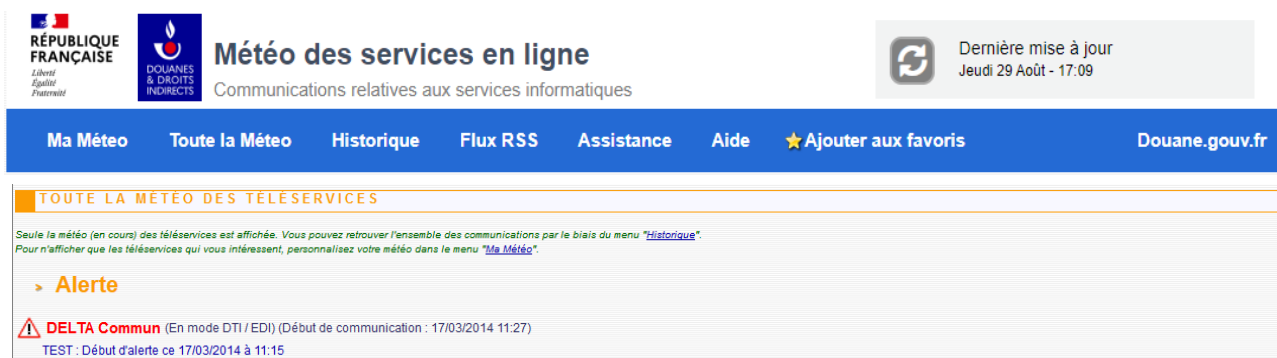 RÉPUBLIQUE
FRANÇAISE
Liberté
Égalité
Fraternité
DOUANES
& DROITS
INDIRECTS
Météo des services en ligne
Communications relatives aux services informatiques
Dernière mise à jour
Jeudi 29 Août - 17:09
Ma Méteo Toute la Méteo Historique Flux RSS Assistance Aide Ajouter aux favoris Douane.gouv.fr
TOUTE LA MÉTÉO DES TÉLÉSERVICES
Seule la météo (en cours) des téléservices est affichée. Vous pouvez retrouver l'ensemble des communications par le biais du menu "Historique".
Pour n'afficher que les téléservices qui vous intéressent, personnalisez votre météo dans le menu "Ma Météo".
Alerte
DELTA Commun (En mode DTI / EDI) (Début de communication : 17/03/2014 11:27)
TEST : Début d'alerte ce 17/03/2014 à 11:15